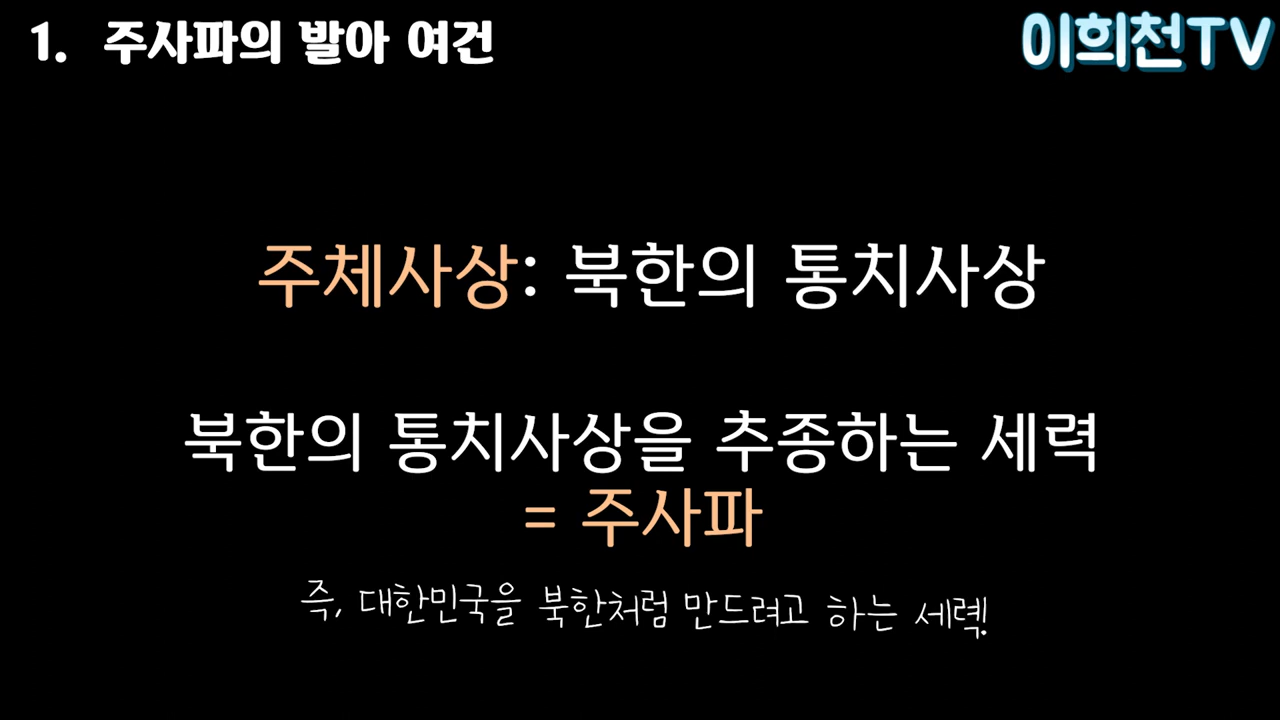 1. 주사파의 발아 여건
이희천TV
주체사상: 북한의 통치사상
북한의 통치사상을 추종하는 세력
= 주사파
즉, 대한민국을 북한처럼 만드려고 하는 세력!